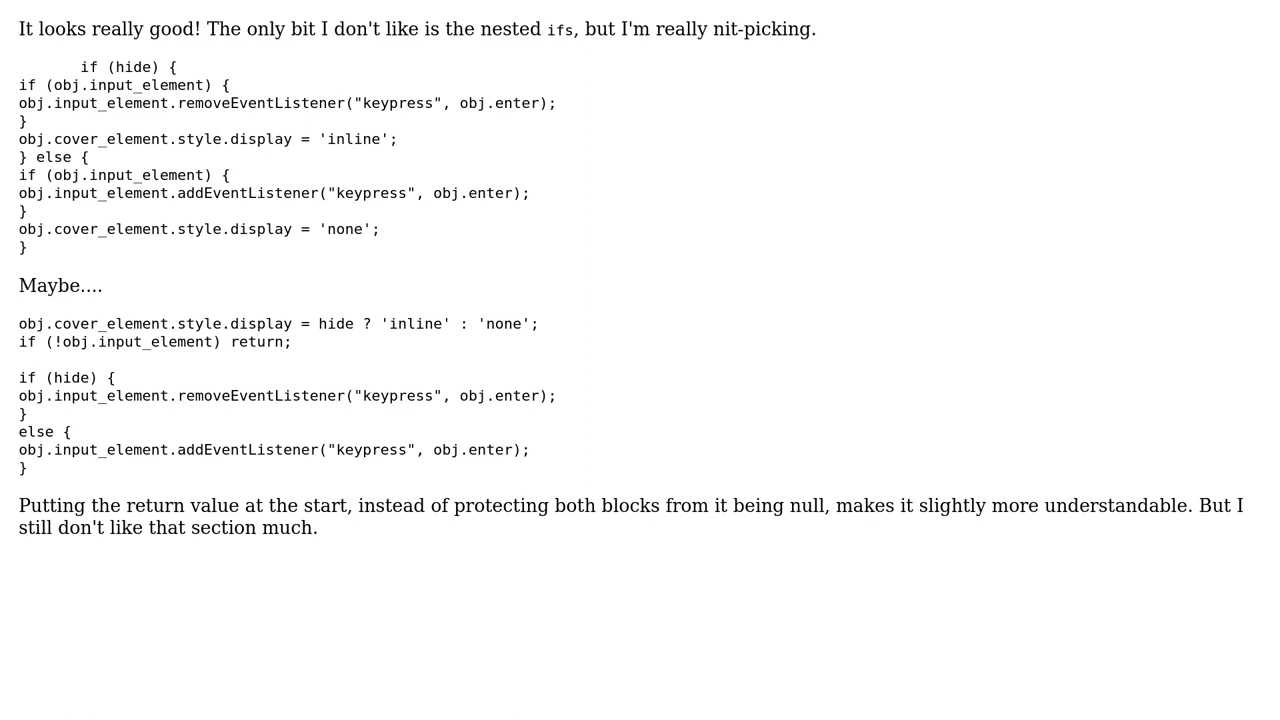 It looks really good! The only bit I don't like is the nested ifs, but I'm really nit-picking.
if (hide) {
if (obj.input_element) {
obj.input_element.removeEventListener("keypress", obj.enter);
}
obj.cover_element.style.display = 'inline';
} else {
if (obj.input_element) {
obj.input_element.addEventListener("keypress", obj.enter);
}
obj.cover_element.style.display = 'none';
}
Maybe....
obj.cover_element.style.display = hide ? 'inline' : 'none';
if (!obj.input_element) return;
if (hide) {
obj.input_element.removeEventListener("keypress", obj.enter);
}
else {
obj.input_element.addEventListener("keypress", obj.enter);
}
Putting the return value at the start, instead of protecting both blocks from it being null, makes it slightly more understandable. But I
still don't like that section much.